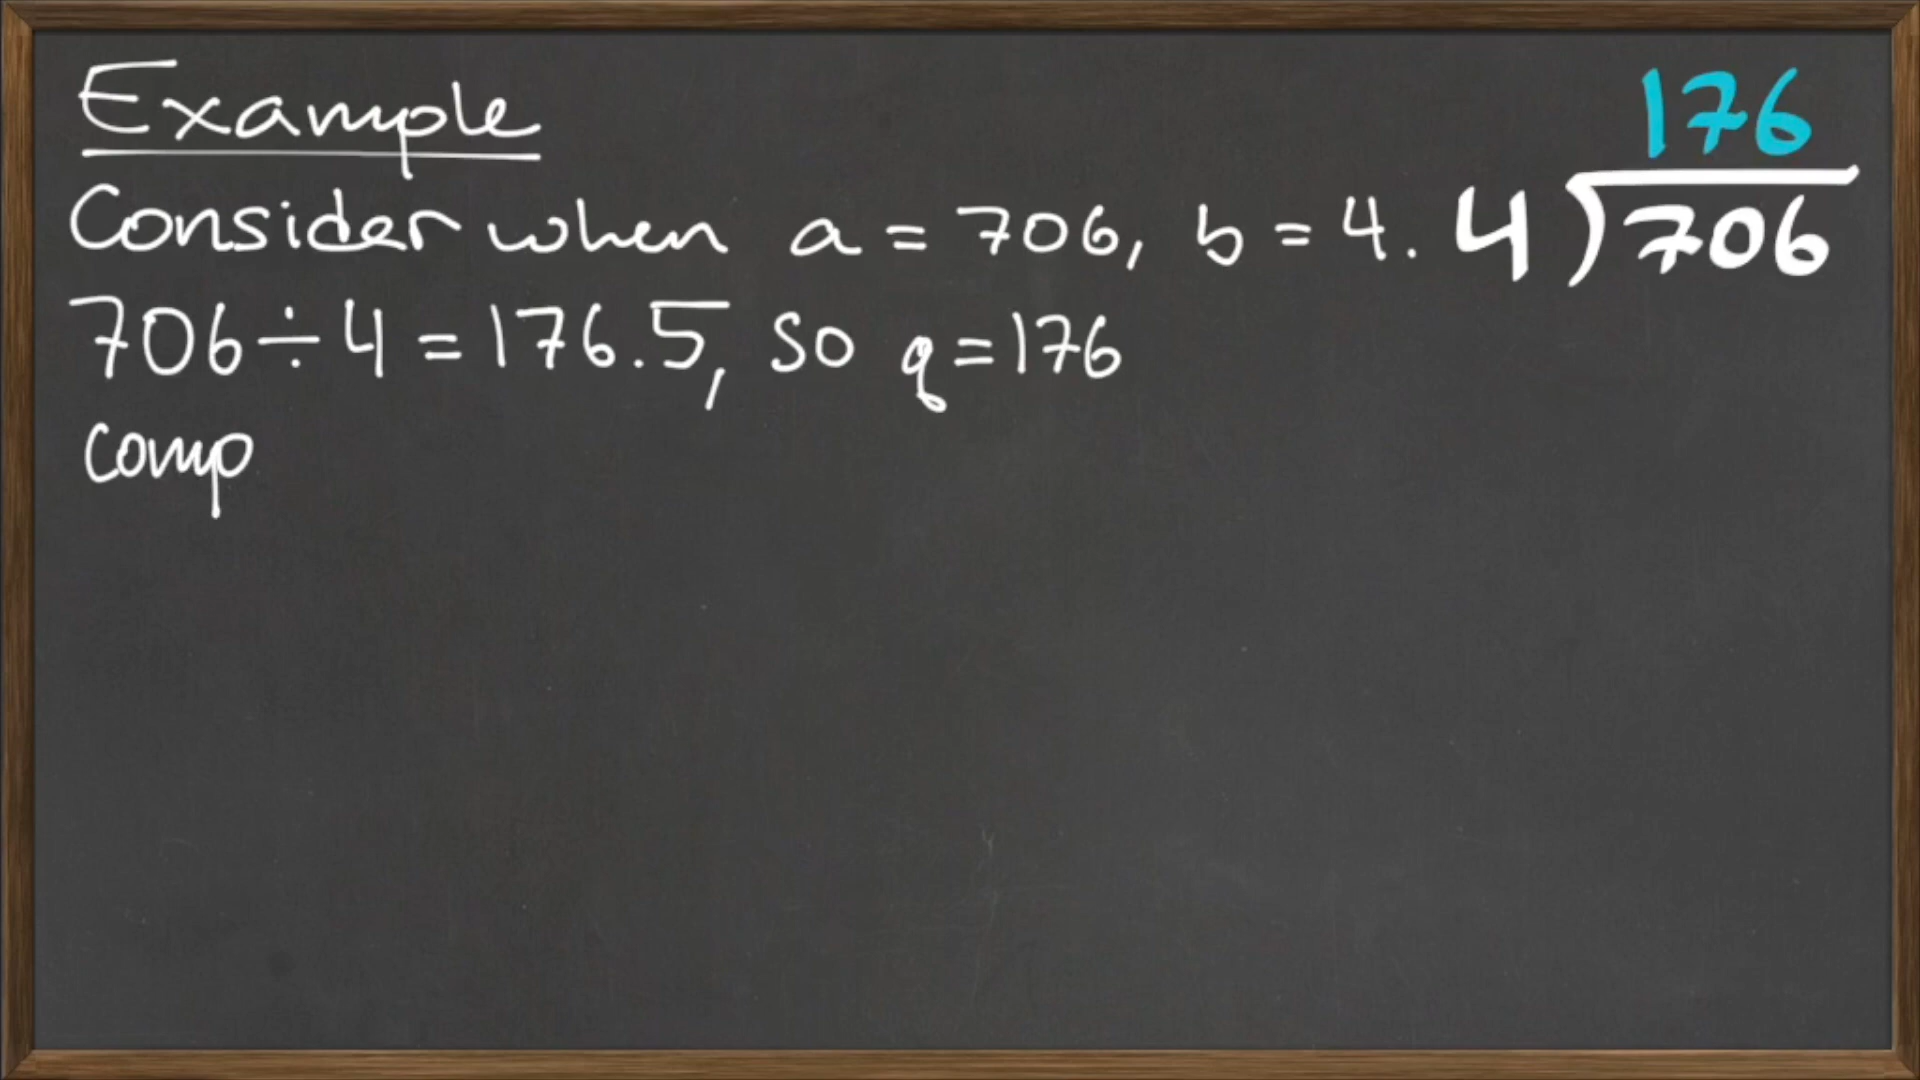 Example
Consider when a = 706, b = 4.
176
4)706
706 ÷ 4 = 176.5, so q = 176
comp